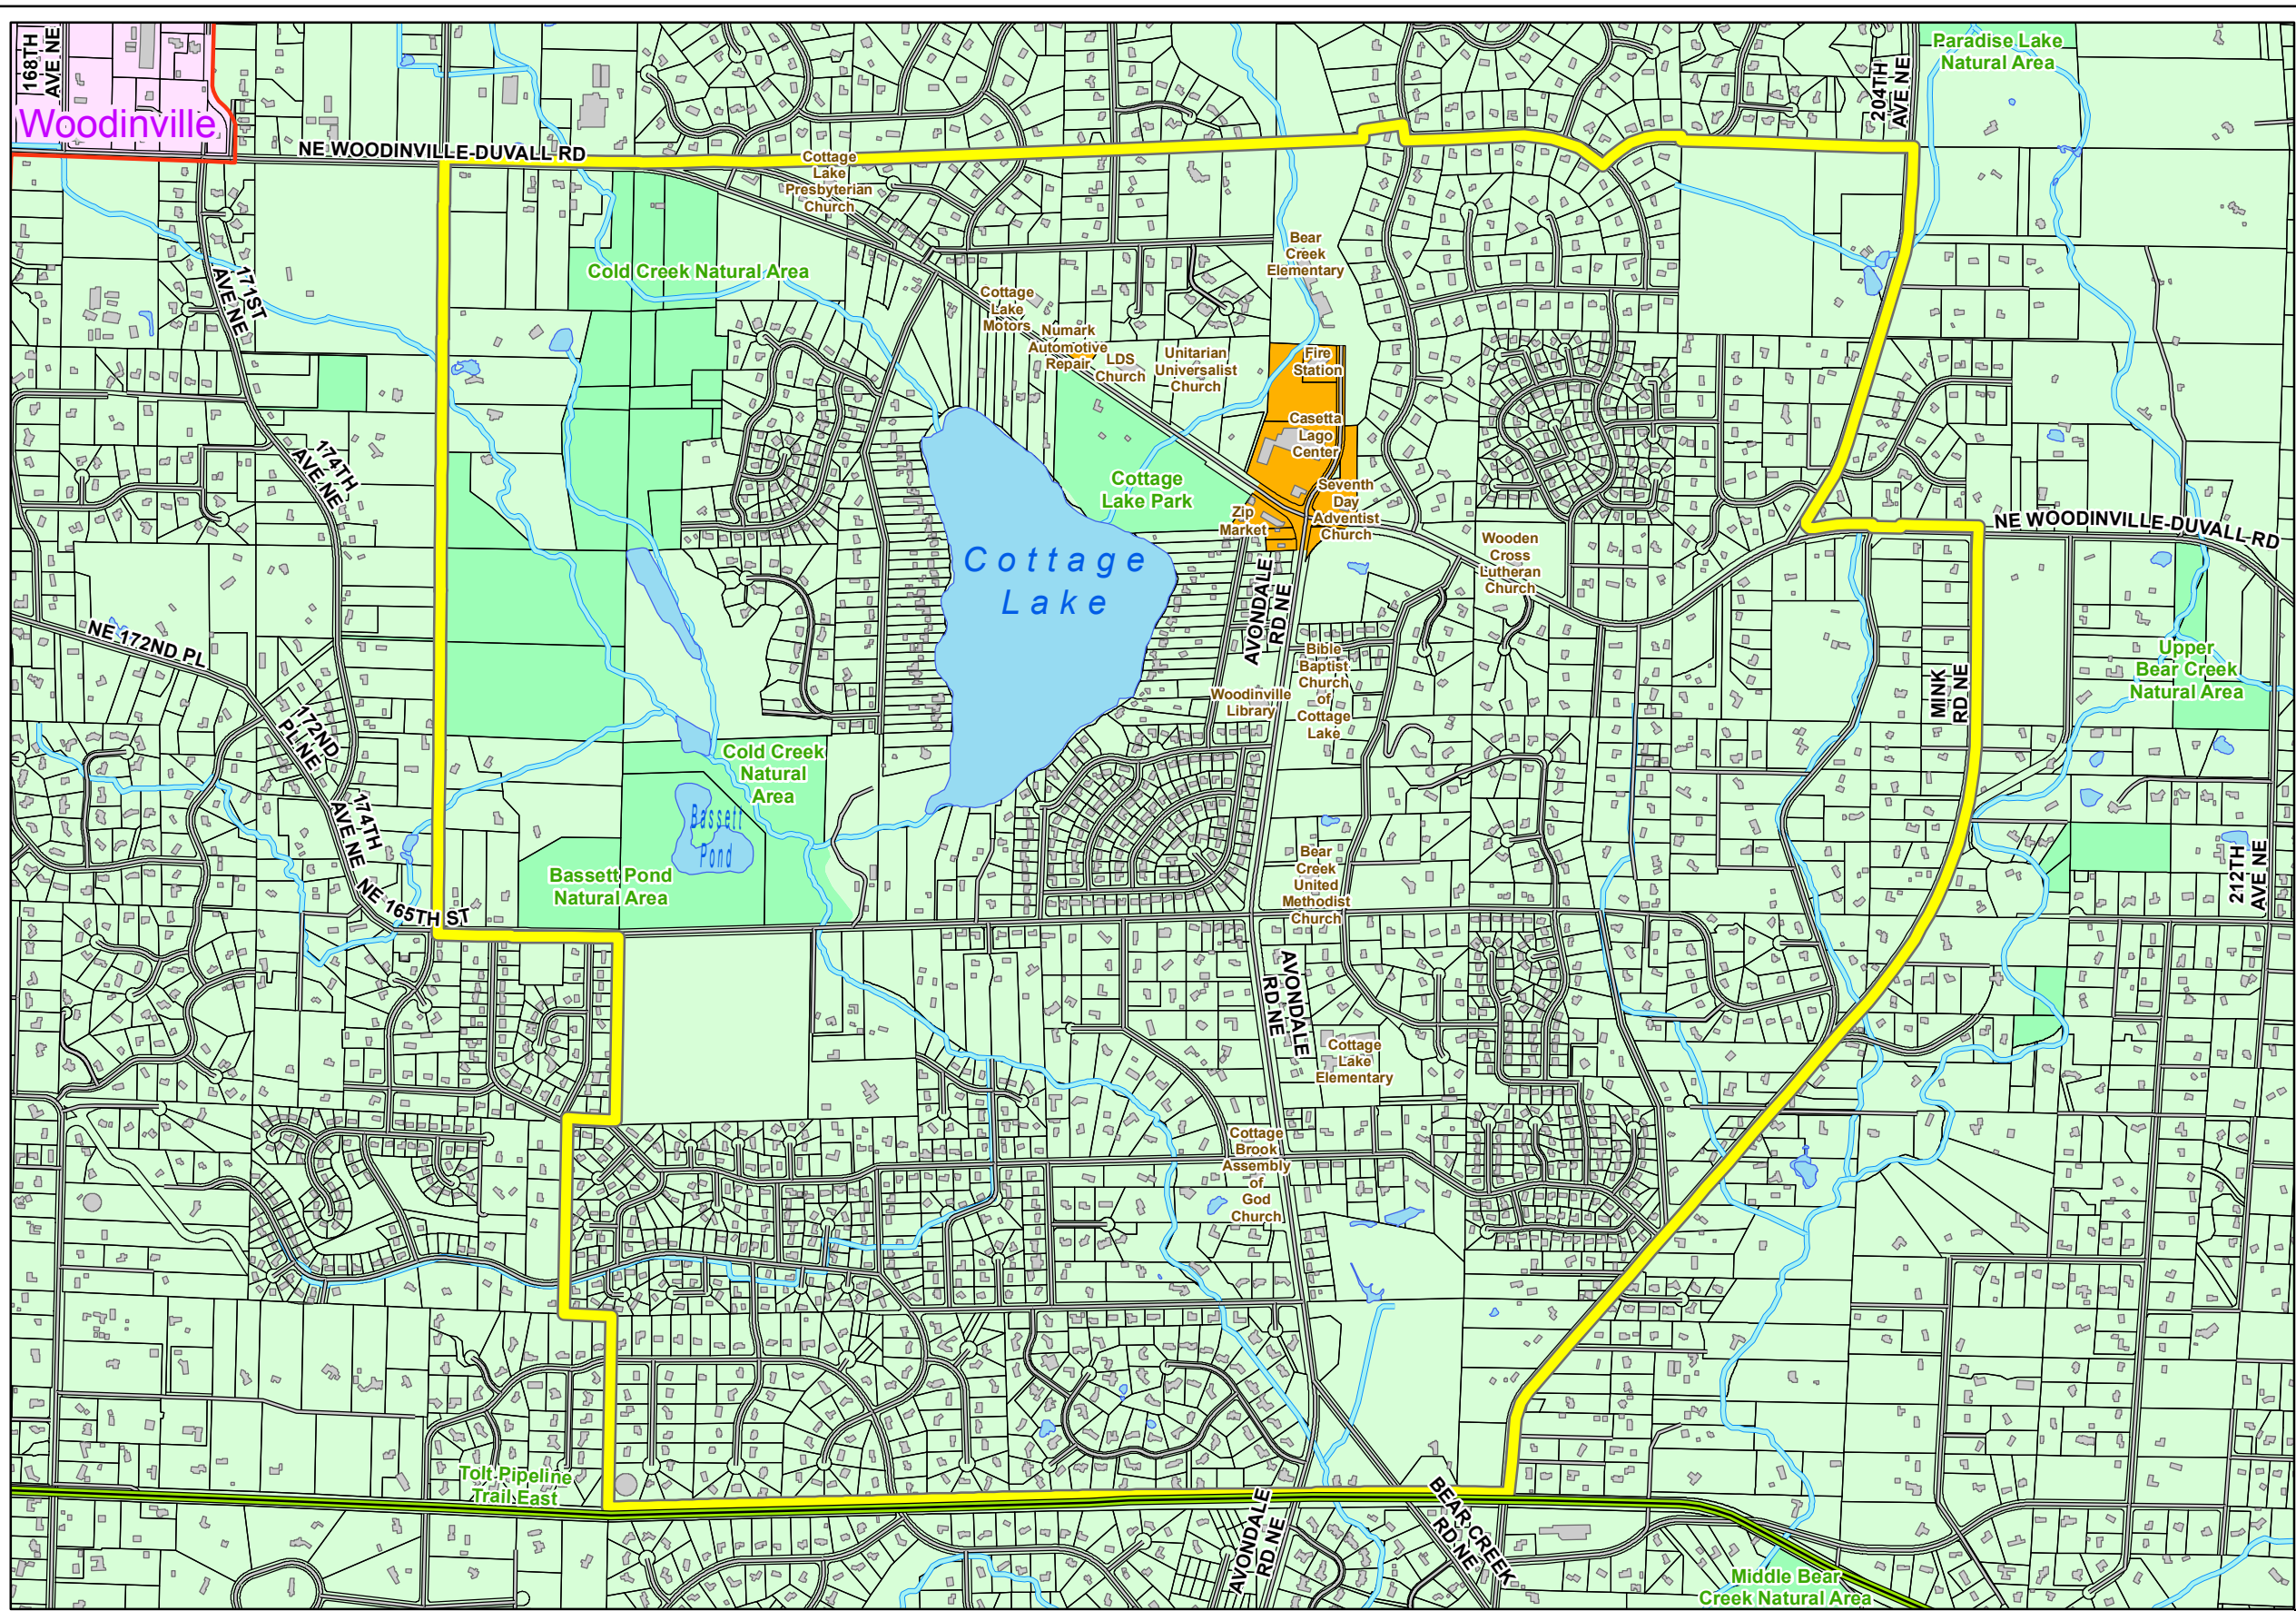 168TH
AVE NE
Woodinville
NE WOODINVILLE-DUVALL RD
Paradise Lake
Natural Area
204TH
AVE NE
Cottage
Lake
Presbyterian
Church
171ST
AVE NE
Cold Creek Natural Area
Bear
Creek
Elementary
Cottage
Lake
Motors
Numark
Automotive
Repair
LDS
Church
Unitarian
Universalist
Church
Fire
Station
Casetta
Lago
Center
174TH
AVE NE
Cottage
Lake Park
Seventh
Day
Adventist
Church
Zip
Market
Wooden
Cross
Lutheran
Church
NE WOODINVILLE-DUVALL RD
Cottage
Lake
AVONDALE
RD NE
NE 172ND PL
Bible
Baptist
Church
of
Cottage
Lake
Woodinville
Library
MINK
RD NE
Upper
Bear Creek
Natural Area
172ND
PL NE
Cold Creek
Natural
Area
174TH
AVE NE
Bassett
Pond
Bassett Pond
Natural Area
NE 165TH ST
Bear
Creek
United
Methodist
Church
212TH
AVE NE
AVONDALE
RD NE
Cottage
Lake
Elementary
Cottage
Brook
Assembly
of
God
Church
Tolt Pipeline
Trail East
AVONDALE
RD NE
BEAR CREEK
RD NE
Middle Bear
Creek Natural Area